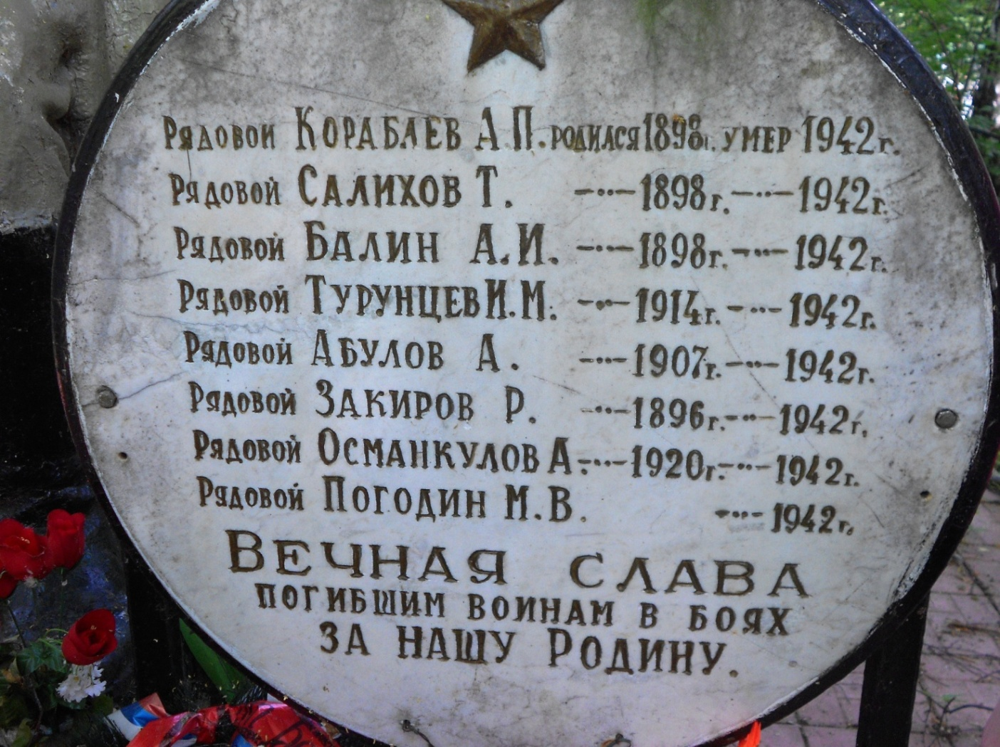 Рядовой Корабаев А.П. родился 1898г. умер 1942г.
Рядовой Салихов Т. —··— 1898г. —··— 1942г.
Рядовой Балин А.И. —··— 1898г. —··— 1942г.
Рядовой Турунцев И.М. —··— 1914г. —··— 1942г.
Рядовой Абулов А. —··— 1907г. —··— 1942г.
Рядовой Закиров Р. —··— 1896г. —··— 1942г.
Рядовой Османкулов А. —··— 1920г. —··— 1942г.
Рядовой Погодин М.В. —··— 1942г.
Вечная слава
погибшим воинам в боях
за нашу Родину.